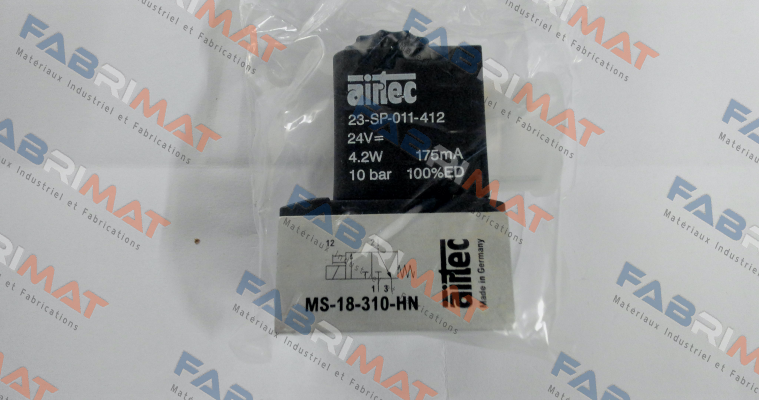 airtec
23-SP-011-412
24V=
4.2W 175mA
10 bar 100%ED
12
1 3
MS-18-310-HN
airtec
Made in Germany
FABRIMAT
Matériaux Industriel et Fabrications